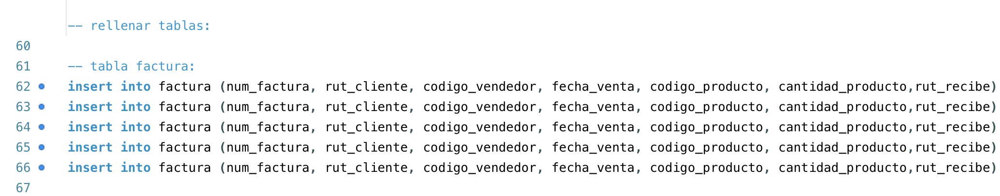 -- rellenar tablas:
60
61 -- tabla factura:
62 insert into factura (num_factura, rut_cliente, codigo_vendedor, fecha_venta, codigo_producto, cantidad_producto,rut_recibe)
63 insert into factura (num_factura, rut_cliente, codigo_vendedor, fecha_venta, codigo_producto, cantidad_producto,rut_recibe)
64 insert into factura (num_factura, rut_cliente, codigo_vendedor, fecha_venta, codigo_producto, cantidad_producto,rut_recibe)
65 insert into factura (num_factura, rut_cliente, codigo_vendedor, fecha_venta, codigo_producto, cantidad_producto,rut_recibe)
66 insert into factura (num_factura, rut_cliente, codigo_vendedor, fecha_venta, codigo_producto, cantidad_producto,rut_recibe)
67